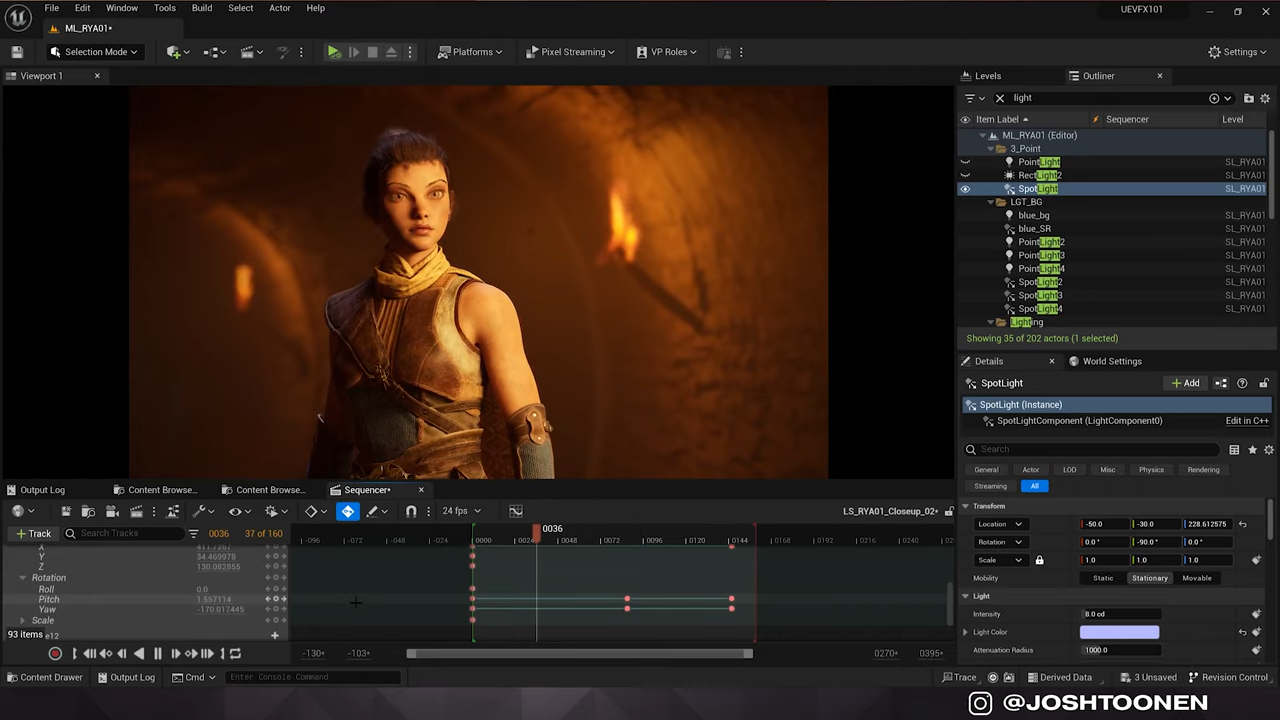 File Edit Window Tools Build Select Actor Help UEVFX101
ML_RYA01*
Selection Mode Platforms Pixel Streaming VP Roles Settings
Viewport 1 Levels Outliner
light
Item Label Sequencer Level
ML_RYA01 (Editor)
3_Point
PointLight SL_RYA01
RectLight2 SL_RYA01
SpotLight SL_RYA01
LGT_BG
blue_bg SL_RYA01
blue_SR SL_RYA01
PointLight2 SL_RYA01
PointLight3 SL_RYA01
PointLight4 SL_RYA01
SpotLight2 SL_RYA01
SpotLight3 SL_RYA01
SpotLight4 SL_RYA01
Lighting
Showing 35 of 202 actors (1 selected)
Details World Settings
SpotLight Add
SpotLight (Instance)
SpotLightComponent (LightComponent0) Edit in C++
Search
General Actor LOD Misc Physics Rendering
Streaming All
Transform
Location -50.0 -30.0 228.612575
Rotation 0.0° -90.0° 0.0°
Scale 1.0 1.0 1.0
Mobility Static Stationary Movable
Light
Intensity 8.0 cd
Light Color
Attenuation Radius 1000.0
Output Log Content Browse... Content Browse... Sequencer*
24 fps LS_RYA01_Closeup_02*
Track Search Tracks 0036 37 of 160
0036
-096 -072 -048 -024 0000 0024 0072 0096 0120 0144 0168 0192 0216 0240
X
Y 34.469978
Z 130.082855
Rotation
Roll 0.0
Pitch 1.557114
Yaw -170.017445
Scale
93 items
-130* -103* 0270* 0395*
Content Drawer Output Log Cmd Enter Console Command Trace Derived Data 3 Unsaved Revision Control
@JOSHTOONEN